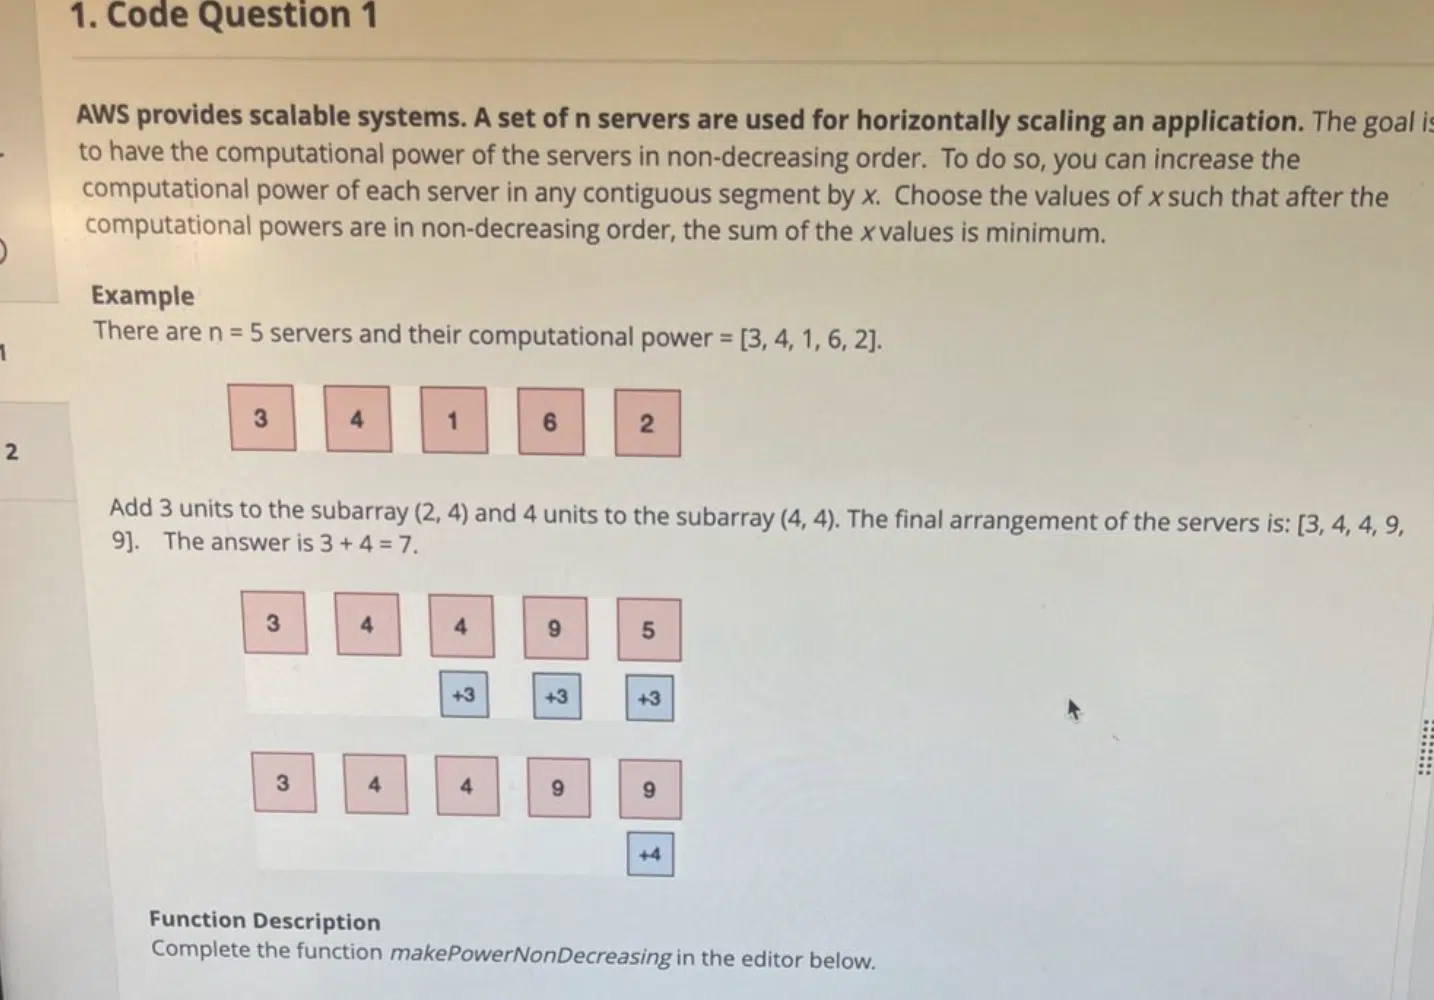 1. Code Question 1
AWS provides scalable systems. A set of n servers are used for horizontally scaling an application. The goal is
to have the computational power of the servers in non-decreasing order. To do so, you can increase the
computational power of each server in any contiguous segment by x. Choose the values of x such that after the
computational powers are in non-decreasing order, the sum of the x values is minimum.
Example
There are n = 5 servers and their computational power = [3, 4, 1, 6, 2].
1
3 4 1 6 2
2
Add 3 units to the subarray (2, 4) and 4 units to the subarray (4, 4). The final arrangement of the servers is: [3, 4, 4, 9,
9]. The answer is 3 + 4 = 7.
3 4 4 9 5
+3 +3 +3
3 4 4 9 9
+4
Function Description
Complete the function makePowerNonDecreasing in the editor below.